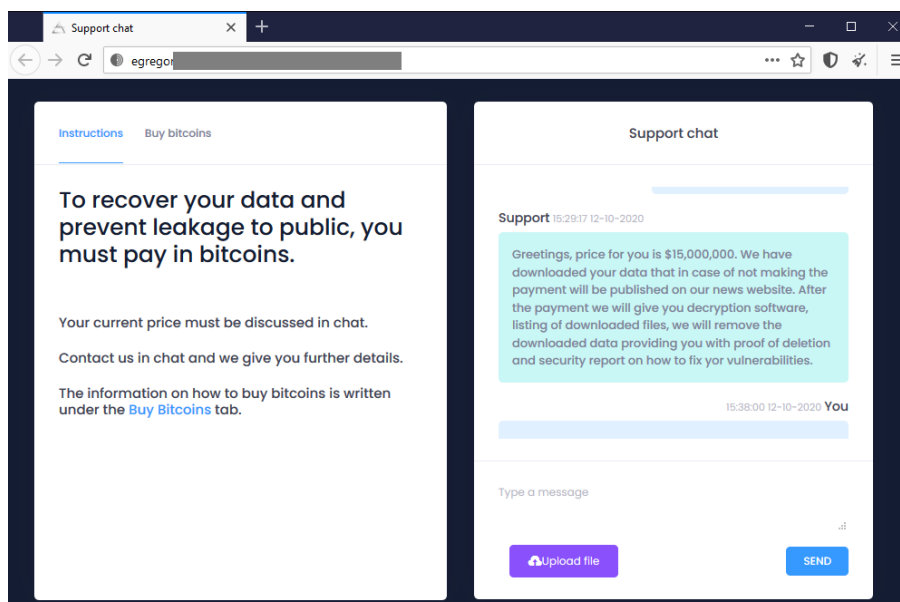 Support chat
egregor
Instructions
Buy bitcoins
To recover your data and
prevent leakage to public, you
must pay in bitcoins.
Your current price must be discussed in chat.
Contact us in chat and we give you further details.
The information on how to buy bitcoins is written
under the Buy Bitcoins tab.
Support chat
Support 15:29:17 12-10-2020
Greetings, price for you is $15,000,000. We have
downloaded your data that in case of not making the
payment will be published on our news website. After
the payment we will give you decryption software,
listing of downloaded files, we will remove the
downloaded data providing you with proof of deletion
and security report on how to fix yor vulnerabilities.
15:38:00 12-10-2020 You
Type a message
Upload file
SEND